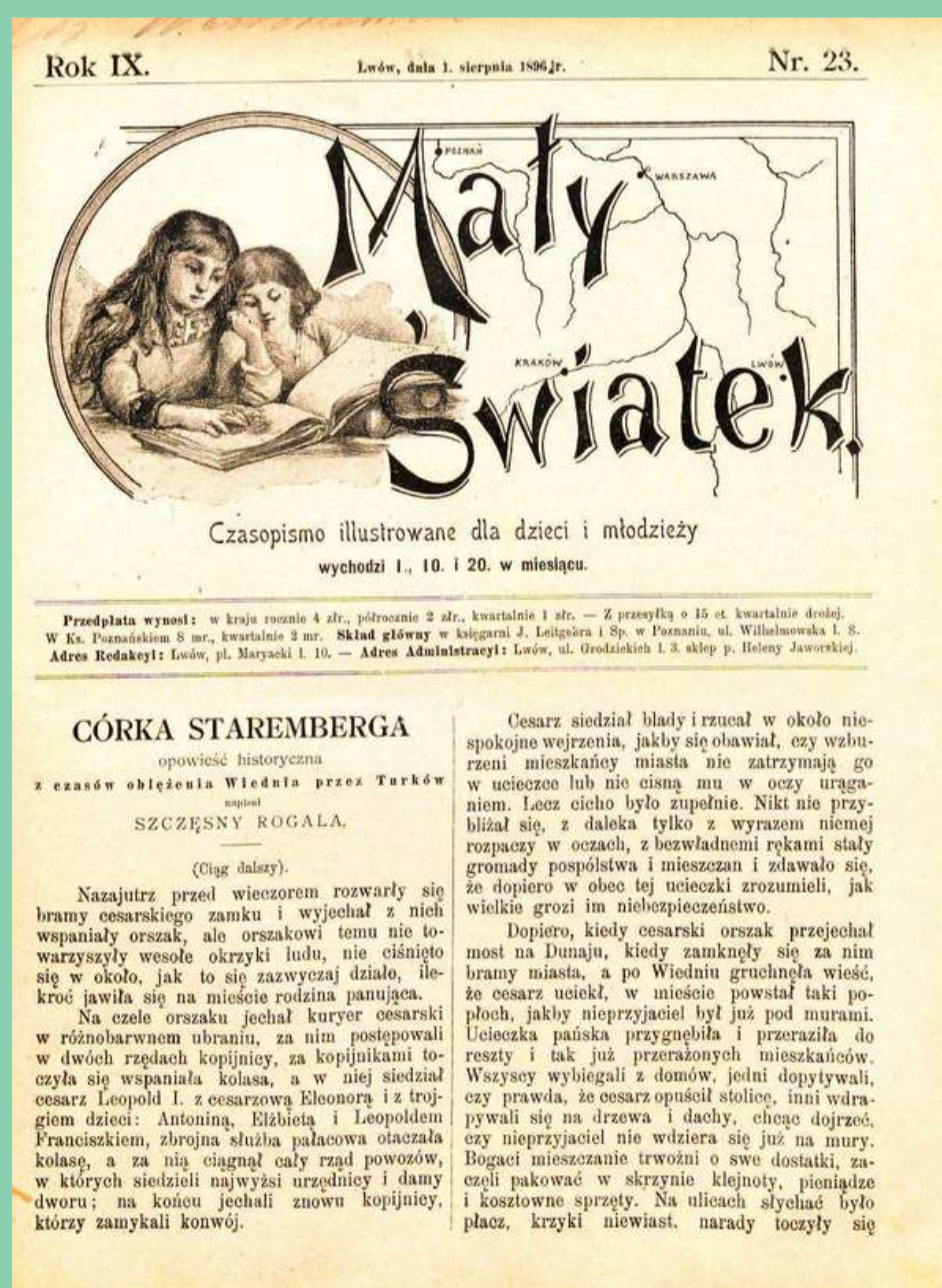 Rok IX.
Lwów, dnia 1. sierpnia 1896 r.
Nr. 23.
Mały Światek.
POZNAŃ
WARSZAWA
KRAKÓW
LWÓW
Czasopismo illustrowane dla dzieci i młodzieży
wychodzi 1., 10. i 20. w miesiącu.
Przedpłata wynosi: w kraju rocznie 4 złr., półrocznie 2 złr., kwartalnie 1 złr. — Z przesyłką o 15 ct. kwartalnie drożej.
W Ks. Poznańskiem 8 mr., kwartalnie 2 mr. Skład główny w księgarni J. Leitgebra i Sp. w Poznaniu, ul. Wilhelmowska l. 8.
Adres Redakcyi: Lwów, pl. Maryacki l. 10. — Adres Administracyi: Lwów, ul. Grodzickich l. 3. sklep p. Heleny Jaworskiej.
CÓRKA STAREMBERGA
opowieść historyczna
z czasów oblężenia Wiednia przez Turków
napisał
SZCZĘSNY ROGALA.
(Ciąg dalszy).
Nazajutrz przed wieczorem rozwarły się
bramy cesarskiego zamku i wyjechał z nich
wspaniały orszak, ale orszakowi temu nie to-
warzyszyły wesołe okrzyki ludu, nie ciśnięto
się w około, jak to się zazwyczaj działo, ile-
kroć jawiła się na mieście rodzina panująca.
Na czele orszaku jechał kuryer cesarski
w różnobarwnem ubraniu, za nim postępowali
w dwóch rzędach kopijnicy, za kopijnikami to-
czyła się wspaniała kolasa, a w niej siedział
cesarz Leopold I. z cesarzową Eleonorą i z troj-
giem dzieci: Antoniną, Elżbietą i Leopoldem
Franciszkiem, zbrojna służba pałacowa otaczała
kolasę, a za nią ciągnął cały rząd powozów,
w których siedzieli najwyżsi urzędnicy i damy
dworu; na końcu jechali znowu kopijnicy,
którzy zamykali konwój.
Cesarz siedział blady i rzucał w około nie-
spokojne wejrzenia, jakby się obawiał, czy wzbu-
rzeni mieszkańcy miasta nie zatrzymają go
w ucieczce lub nie cisną mu w oczy urąga-
niem. Lecz cicho było zupełnie. Nikt nie przy-
bliżał się, z daleka tylko z wyrazem niemej
rozpaczy w oczach, z bezwładnemi rękami stały
gromady pospólstwa i mieszczan i zdawało się,
że dopiero w obec tej ucieczki zrozumieli, jak
wielkie grozi im niebezpieczeństwo.
Dopiero, kiedy cesarski orszak przejechał
most na Dunaju, kiedy zamknęły się za nim
bramy miasta, a po Wiedniu gruchnęła wieść,
że cesarz uciekł, w mieście powstał taki po-
płoch, jakby nieprzyjaciel był już pod murami.
Ucieczka pańska przygnębiła i przeraziła do
reszty i tak już przerażonych mieszkańców.
Wszyscy wybiegali z domów, jedni dopytywali,
czy prawda, że cesarz opuścił stolicę, inni wdra-
pywali się na drzewa i dachy, chcąc dojrzeć,
czy nieprzyjaciel nie wdziera się już na mury.
Bogaci mieszczanie trwożni o swe dostatki, za-
częli pakować w skrzynie klejnoty, pieniądze
i kosztowne sprzęty. Na ulicach słychać było
płacz, krzyki niewiast, narady toczyły się